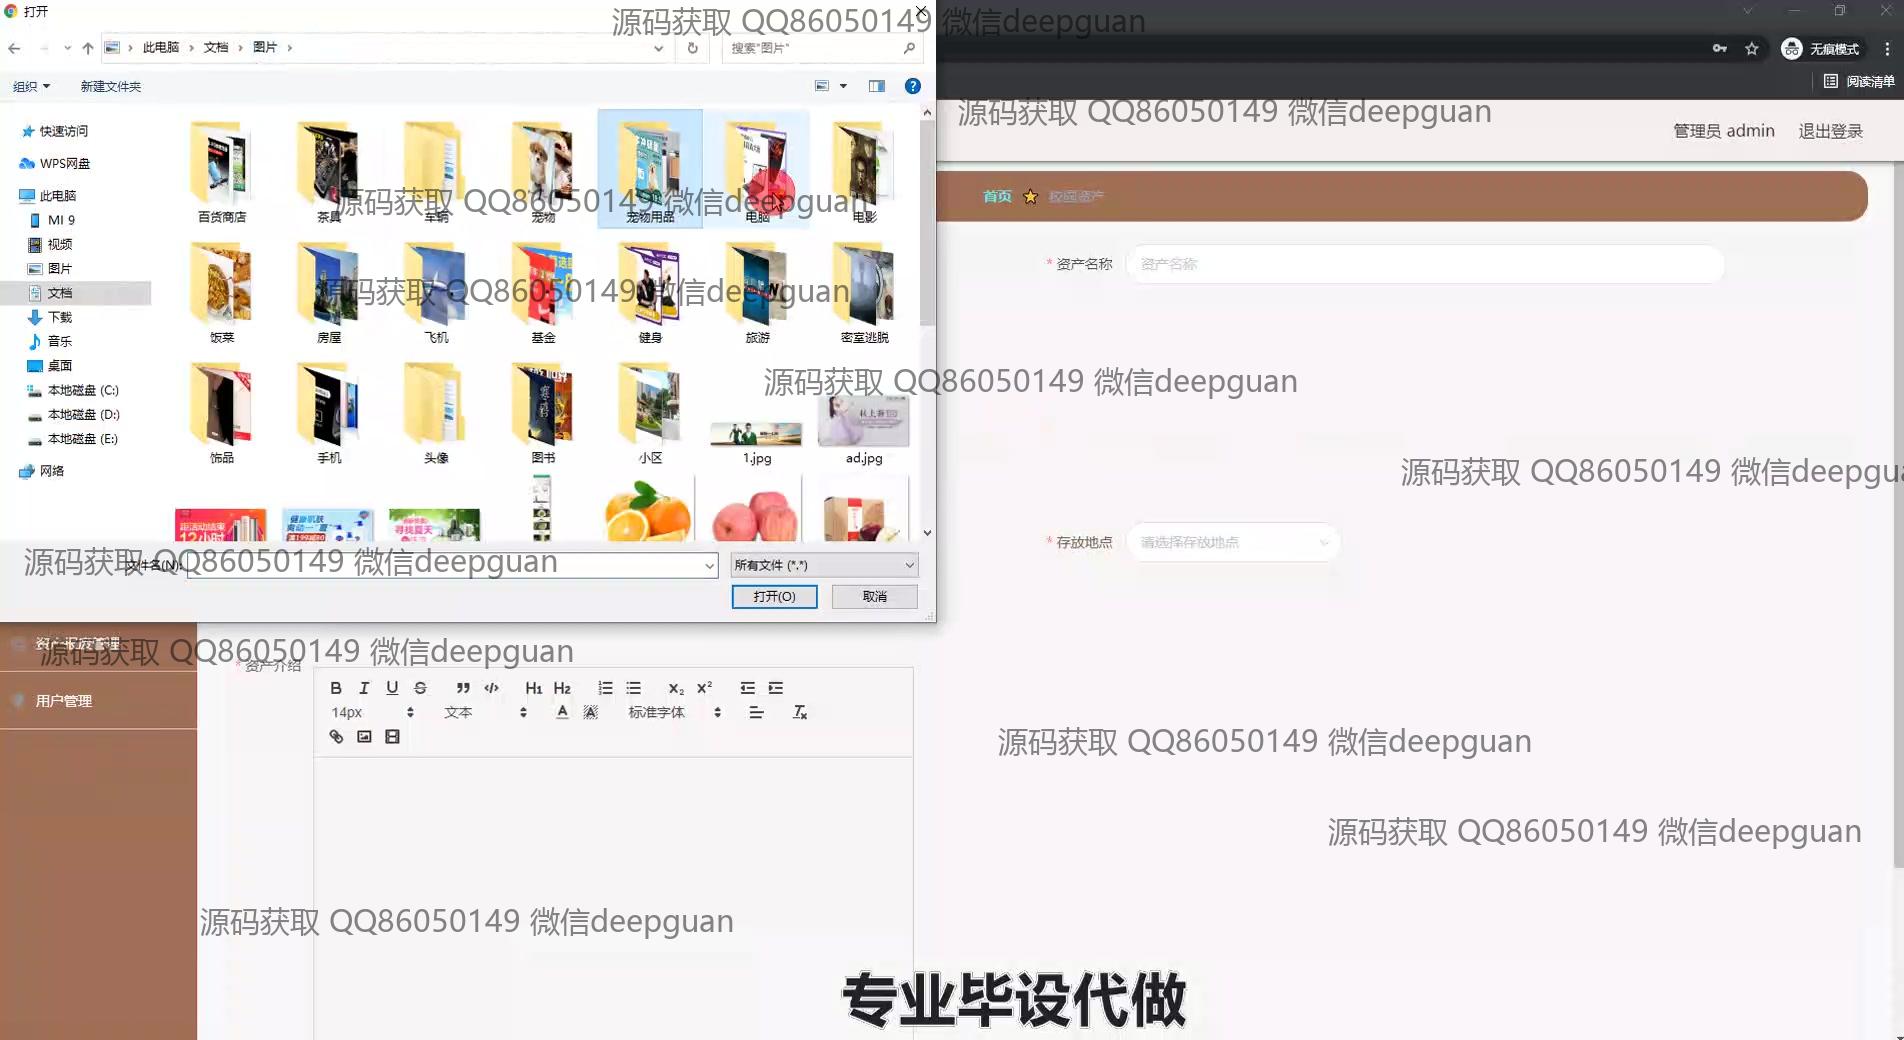 打开
源码获取 QQ86050149 微信deepguan
此电脑 文档 图片
搜索"图片"
无痕模式
组织 新建文件夹
阅读清单
源码获取 QQ86050149 微信deepguan
管理员 admin 退出登录
快速访问
WPS网盘
此电脑
MI 9
视频
图片
文档
下载
音乐
桌面
本地磁盘 (C:)
本地磁盘 (D:)
本地磁盘 (E:)
网络
百货商店 茶具 车辆 宠物 宠物用品 电脑 电影
源码获取 QQ86050149 微信deepguan
首页 校园资产
* 资产名称 资产名称
源码获取 QQ86050149 微信deepguan
饭菜 房屋 飞机 基金 健身 旅游 密室逃脱
源码获取 QQ86050149 微信deepguan
饰品 手机 头像 图书 小区 1.jpg ad.jpg
源码获取 QQ86050149 微信deepgua
* 存放地点 请选择存放地点
源码获取 QQ86050149 微信deepguan
文件名(N): 所有文件 (*.*)
打开(O) 取消
资产报废管理
源码获取 QQ86050149 微信deepguan
* 资产介绍
用户管理
B I U S H1 H2 X2 X2
14px 文本 A A 标准字体
源码获取 QQ86050149 微信deepguan
源码获取 QQ86050149 微信deepguan
源码获取 QQ86050149 微信deepguan
专业毕设代做